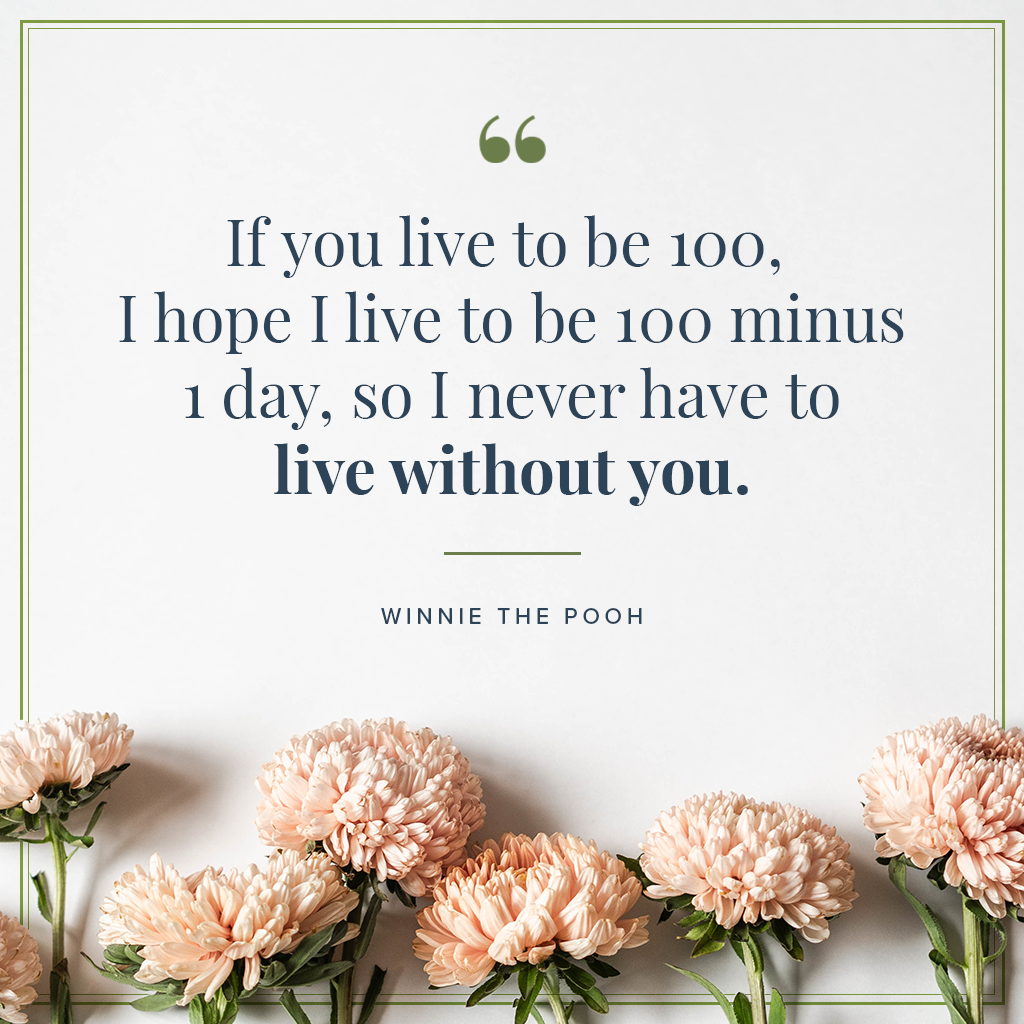 “
If you live to be 100,
I hope I live to be 100 minus
1 day, so I never have to
live without you.
WINNIE THE POOH